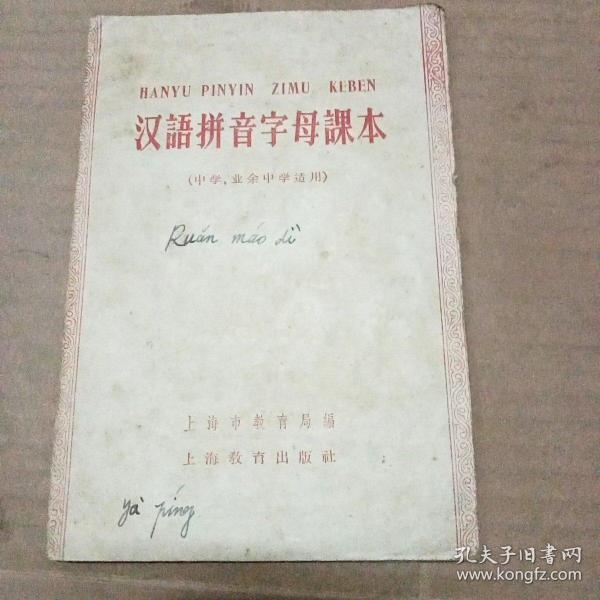 HANYU PINYIN ZIMU KEBEN
汉語拼音字母課本
(中学,业余中学适用)
Ruǎn máo dì
上海市教育局編
上海教育出版社
yà píng
孔夫子旧書网
www.kongfz.com